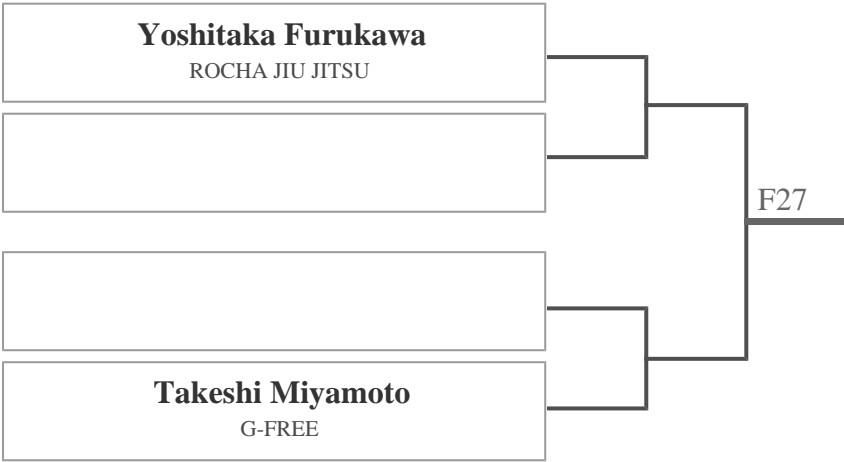 Yoshitaka Furukawa
ROCHA JIU JITSU
F27
Takeshi Miyamoto
G-FREE